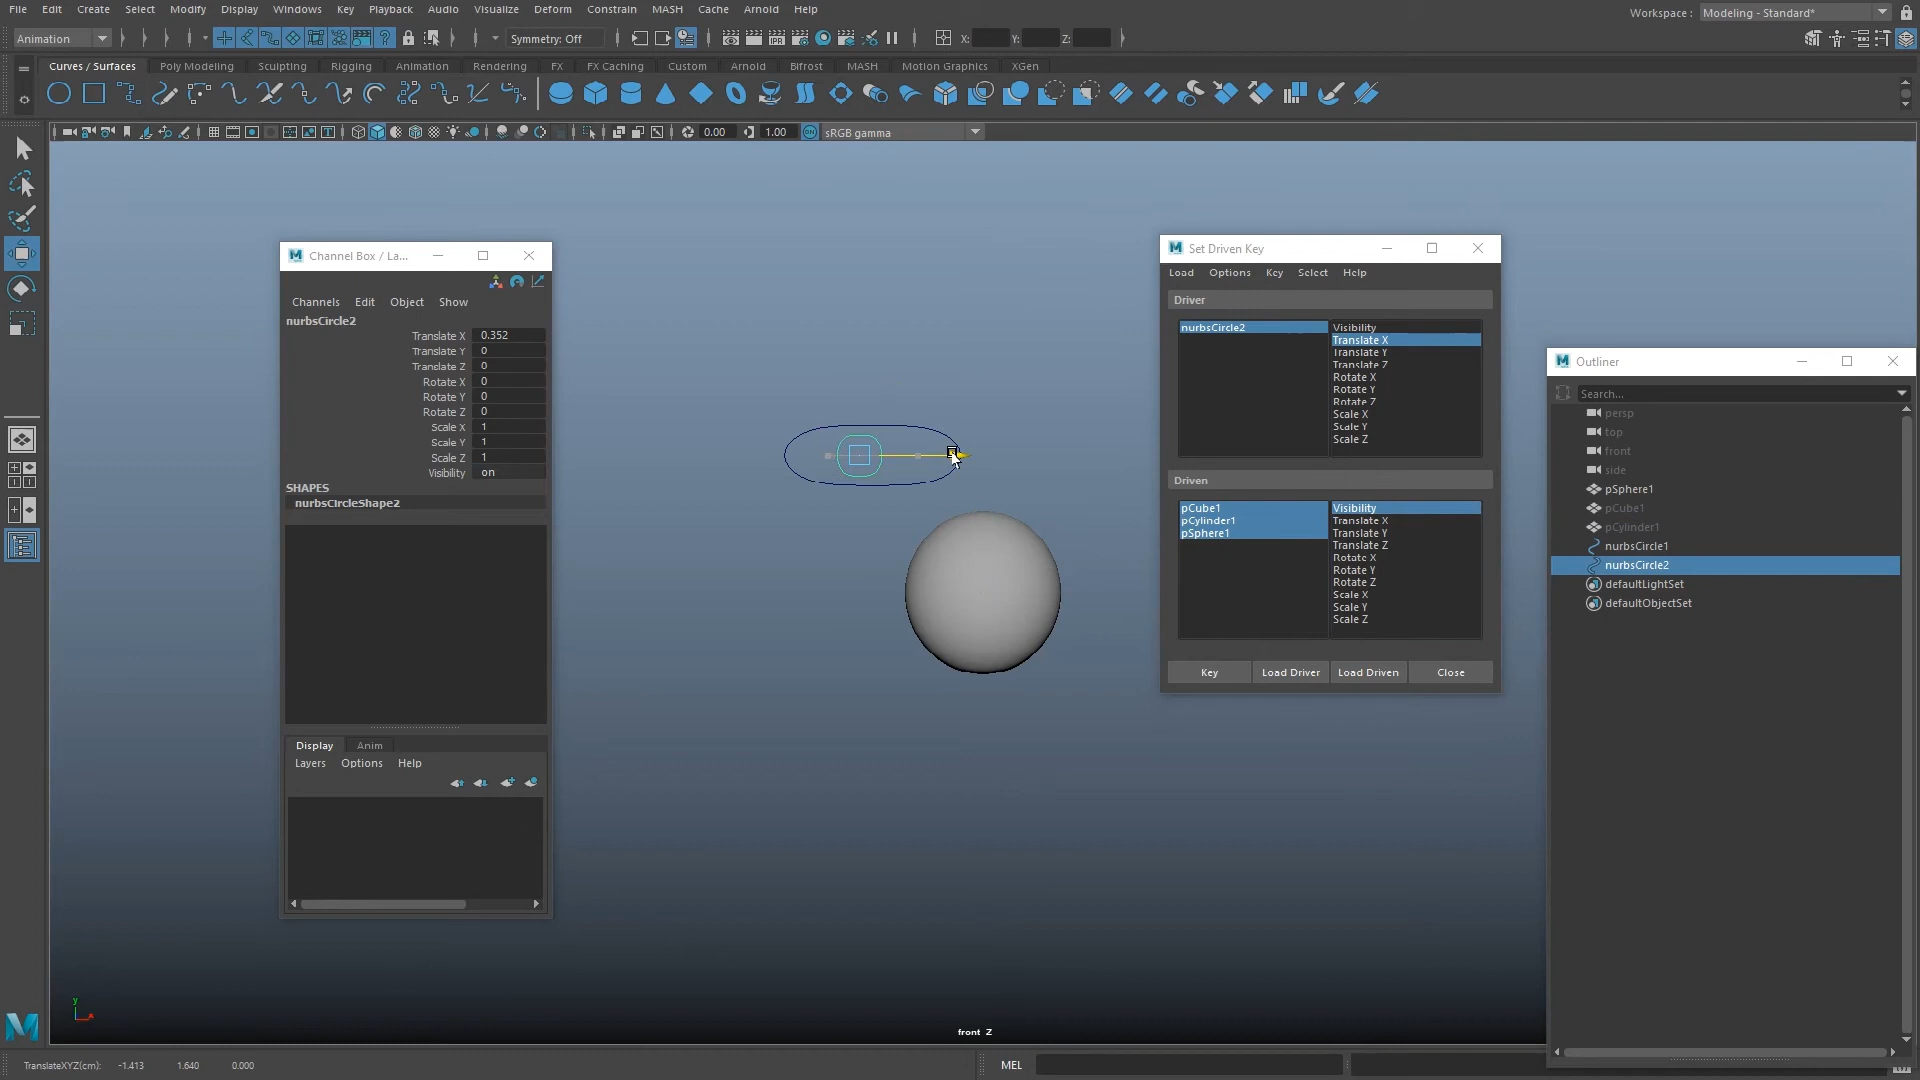 File Edit Create Select Modify Display Windows Key Playback Audio Visualize Deform Constrain MASH Cache Arnold Help
Workspace : Modeling - Standard*
Animation Symmetry: Off X: Y: Z:
Curves / Surfaces Poly Modeling Sculpting Rigging Animation Rendering FX FX Caching Custom Arnold Bifrost MASH Motion Graphics XGen
0.00 1.00 ON sRGB gamma
Channel Box / La...
Channels Edit Object Show
nurbsCircle2
Translate X 0.352
Translate Y 0
Translate Z 0
Rotate X 0
Rotate Y 0
Rotate Z 0
Scale X 1
Scale Y 1
Scale Z 1
Visibility on
SHAPES
nurbsCircleShape2
Display Anim
Layers Options Help
Set Driven Key
Load Options Key Select Help
Driver
nurbsCircle2
Visibility
Translate X
Translate Y
Translate Z
Rotate X
Rotate Y
Rotate Z
Scale X
Scale Y
Scale Z
Driven
pCube1
pCylinder1
pSphere1
Visibility
Translate X
Translate Y
Translate Z
Rotate X
Rotate Y
Rotate Z
Scale X
Scale Y
Scale Z
Key Load Driver Load Driven Close
Outliner
Search...
persp
top
front
side
pSphere1
pCube1
pCylinder1
nurbsCircle1
nurbsCircle2
defaultLightSet
defaultObjectSet
y
x
front Z
TranslateXYZ(cm): -1.413 1.640 0.000
MEL